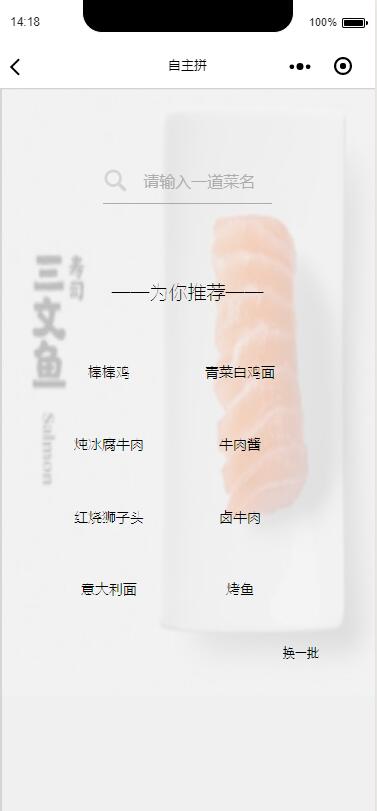 14:18
100%
自主拼
请输入一道菜名
寿司
三文鱼
Salmon
——为你推荐——
棒棒鸡
青菜白鸡面
炖冰腐牛肉
牛肉酱
红烧狮子头
卤牛肉
意大利面
烤鱼
换一批